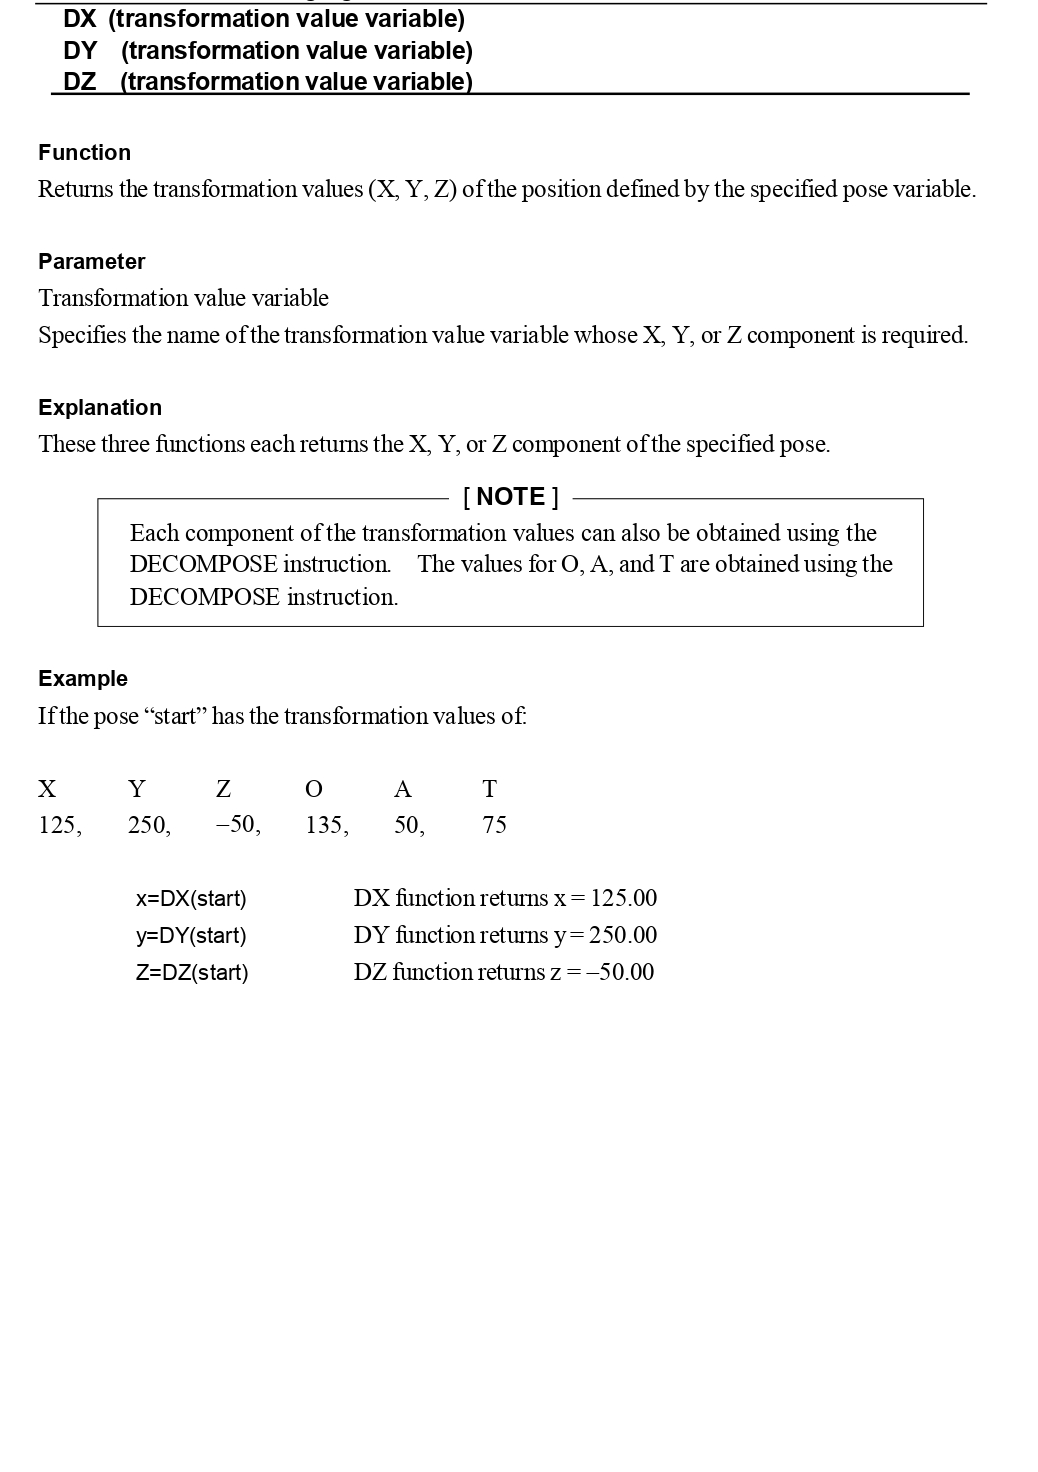 DX (transformation value variable)
DY (transformation value variable)
DZ (transformation value variable)
Function
Returns the transformation values (X, Y, Z) of the position defined by the specified pose variable.
Parameter
Transformation value variable
Specifies the name of the transformation value variable whose X, Y, or Z component is required.
Explanation
These three functions each returns the X, Y, or Z component of the specified pose.
[ NOTE ]
Each component of the transformation values can also be obtained using the
DECOMPOSE instruction. The values for O, A, and T are obtained using the
DECOMPOSE instruction.
Example
If the pose “start” has the transformation values of:
X Y Z O A T
125, 250, –50, 135, 50, 75
x=DX(start) DX function returns x = 125.00
y=DY(start) DY function returns y = 250.00
Z=DZ(start) DZ function returns z = –50.00